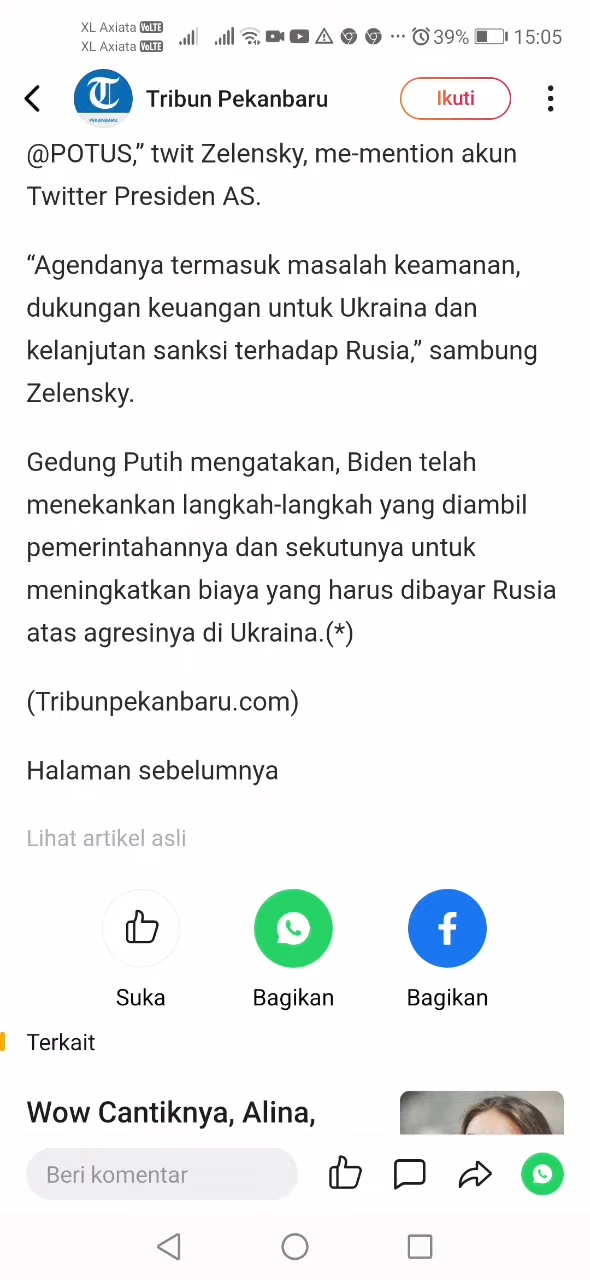 XL Axiata VoLTE
XL Axiata VoLTE
39% 15:05
PEKANBARU
Tribun Pekanbaru
Ikuti
@POTUS,” twit Zelensky, me-mention akun
Twitter Presiden AS.
“Agendanya termasuk masalah keamanan,
dukungan keuangan untuk Ukraina dan
kelanjutan sanksi terhadap Rusia,” sambung
Zelensky.
Gedung Putih mengatakan, Biden telah
menekankan langkah-langkah yang diambil
pemerintahannya dan sekutunya untuk
meningkatkan biaya yang harus dibayar Rusia
atas agresinya di Ukraina.(*)
(Tribunpekanbaru.com)
Halaman sebelumnya
Lihat artikel asli
Suka
Bagikan
Bagikan
Terkait
Wow Cantiknya, Alina,
Beri komentar